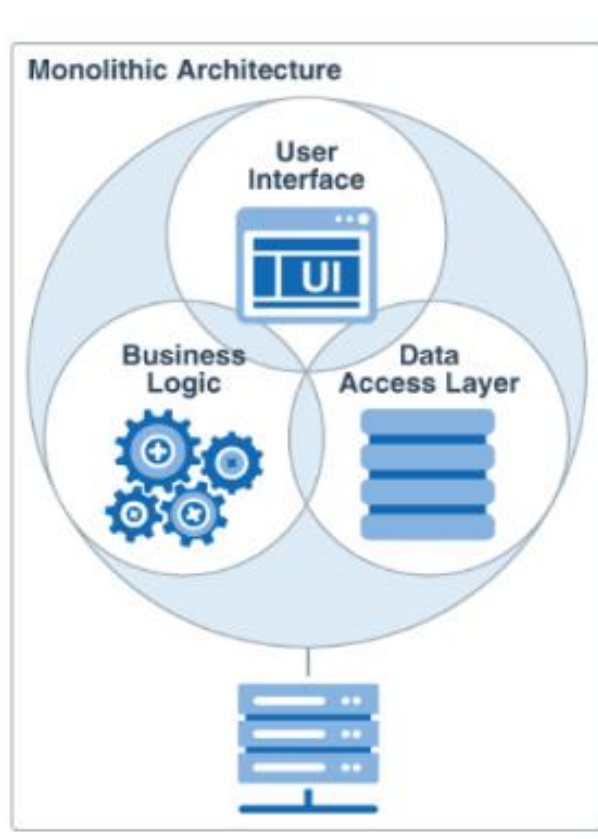 Monolithic Architecture
User
Interface
UI
Business
Logic
Data
Access Layer